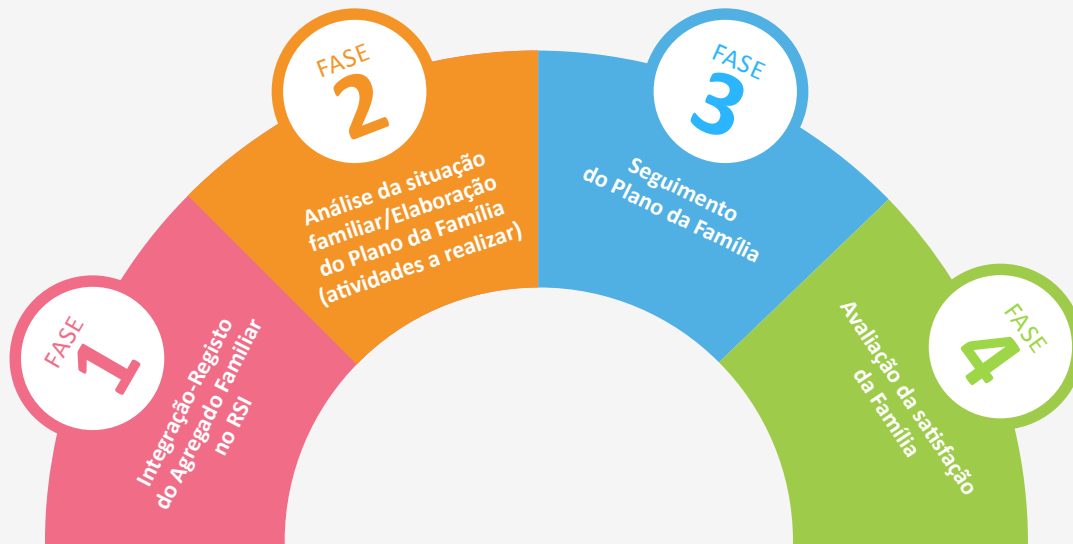 FASE
1
Integração-Registo
do Agregado Familiar
no RSI
FASE
2
Análise da situação
familiar/Elaboração
do Plano da Família
(atividades a realizar)
FASE
3
Seguimento
do Plano da Família
FASE
4
Avaliação da satisfação
da Família